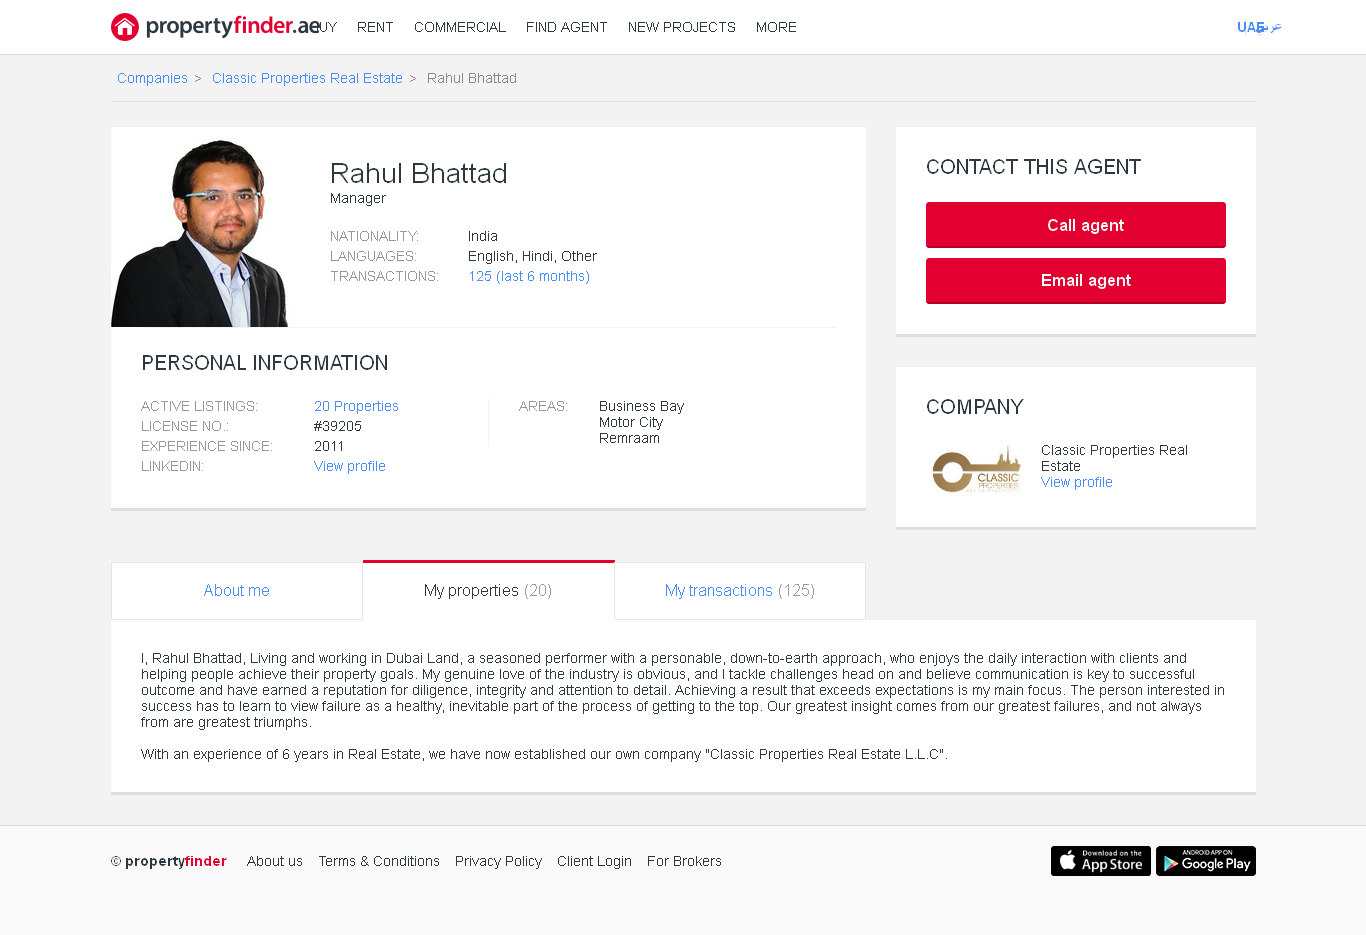 propertyfinder.ae
UY
RENT
COMMERCIAL
FIND AGENT
NEW PROJECTS
MORE
UAE
عربي
Companies > Classic Properties Real Estate > Rahul Bhattad
Rahul Bhattad
Manager
NATIONALITY: India
LANGUAGES: English, Hindi, Other
TRANSACTIONS: 125 (last 6 months)
CONTACT THIS AGENT
Call agent
Email agent
PERSONAL INFORMATION
ACTIVE LISTINGS: 20 Properties
LICENSE NO.: #39205
EXPERIENCE SINCE: 2011
LINKEDIN: View profile
AREAS: Business Bay
Motor City
Remraam
COMPANY
CLASSIC
PROPERTIES
Classic Properties Real
Estate
View profile
About me
My properties (20)
My transactions (125)
I, Rahul Bhattad, Living and working in Dubai Land, a seasoned performer with a personable, down-to-earth approach, who enjoys the daily interaction with clients and
helping people achieve their property goals. My genuine love of the industry is obvious, and I tackle challenges head on and believe communication is key to successful
outcome and have earned a reputation for diligence, integrity and attention to detail. Achieving a result that exceeds expectations is my main focus. The person interested in
success has to learn to view failure as a healthy, inevitable part of the process of getting to the top. Our greatest insight comes from our greatest failures, and not always
from are greatest triumphs.
With an experience of 6 years in Real Estate, we have now established our own company "Classic Properties Real Estate L.L.C".
© propertyfinder
About us
Terms & Conditions
Privacy Policy
Client Login
For Brokers
Download on the
App Store
ANDROID APP ON
Google Play